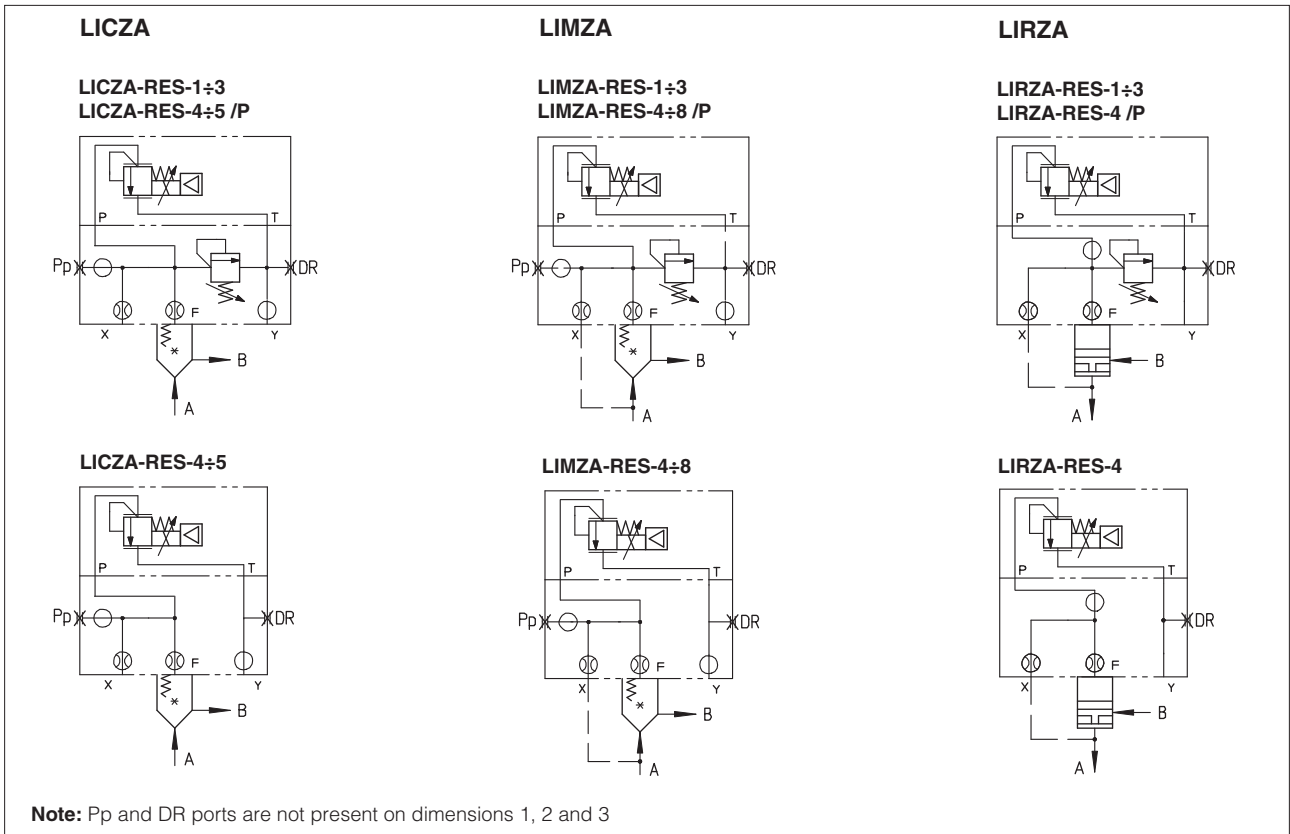 LICZA
LICZA-RES-1÷3
LICZA-RES-4÷5 /P
P
T
Pp
DR
X
F
Y
*
B
A
LIMZA
LIMZA-RES-1÷3
LIMZA-RES-4÷8 /P
P
T
Pp
DR
X
F
Y
*
B
A
LIRZA
LIRZA-RES-1÷3
LIRZA-RES-4 /P
P
T
DR
X
F
Y
B
A
LICZA-RES-4÷5
P
T
Pp
DR
X
F
Y
*
B
A
LIMZA-RES-4÷8
P
T
Pp
DR
X
F
Y
*
B
A
LIRZA-RES-4
P
T
DR
X
F
Y
B
A
Note: Pp and DR ports are not present on dimensions 1, 2 and 3